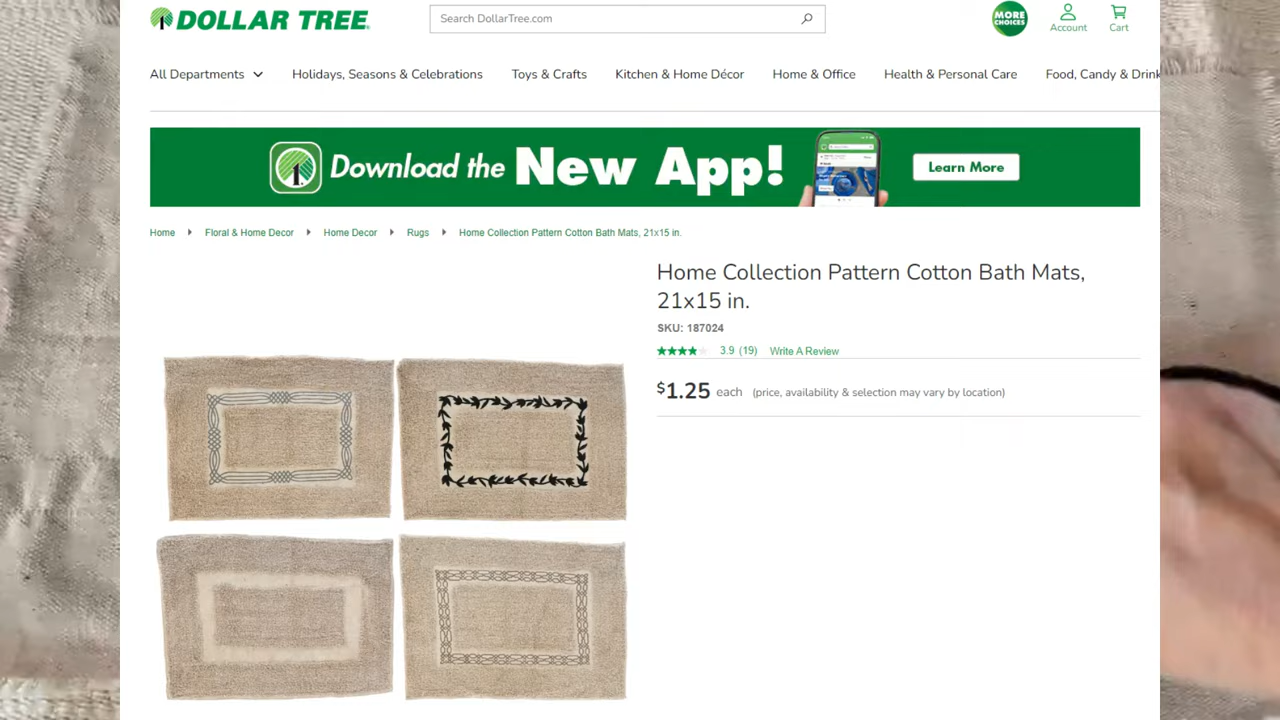 DOLLAR TREE
Search DollarTree.com
MORE
CHOICES
Account
Cart
All Departments
Holidays, Seasons & Celebrations
Toys & Crafts
Kitchen & Home Décor
Home & Office
Health & Personal Care
Food, Candy & Drink
Download the New App!
Learn More
Home
Floral & Home Decor
Home Decor
Rugs
Home Collection Pattern Cotton Bath Mats, 21x15 in.
Home Collection Pattern Cotton Bath Mats,
21x15 in.
SKU: 187024
3.9 (19) Write A Review
$1.25 each (price, availability & selection may vary by location)